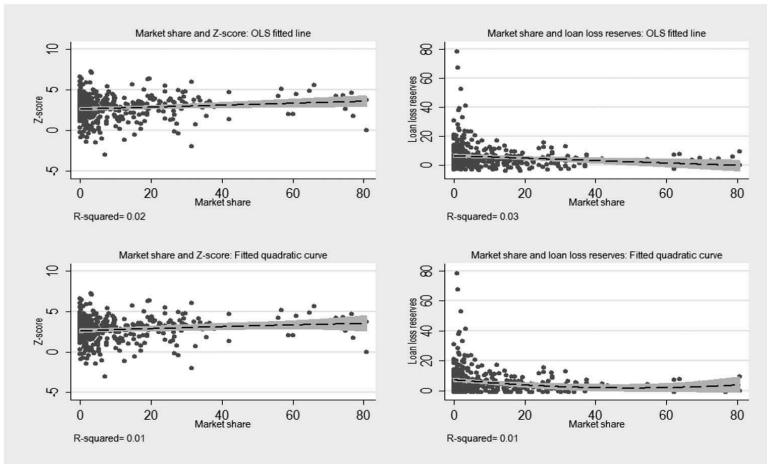 Market share and Z-score: OLS fitted line
10
5
0
-5
Z-score
0 20 40 60 80
Market share
R-squared= 0.02
Market share and loan loss reserves: OLS fitted line
80
60
40
20
0
Loan loss reserves
0 20 40 60 80
Market share
R-squared= 0.03
Market share and Z-score: Fitted quadratic curve
10
5
0
-5
Z-score
0 20 40 60 80
Market share
R-squared= 0.01
Market share and loan loss reserves: Fitted quadratic curve
80
60
40
20
0
Loan loss reserves
0 20 40 60 80
Market share
R-squared= 0.01